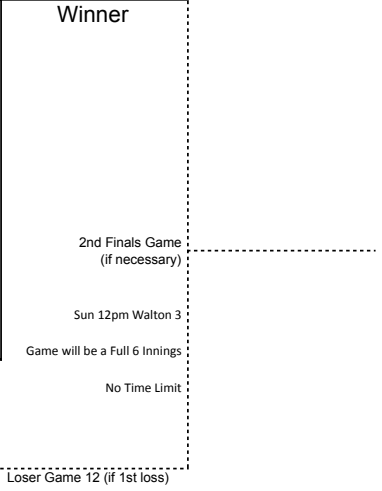 Winner
2nd Finals Game
(if necessary)
Sun 12pm Walton 3
Game will be a Full 6 Innings
No Time Limit
Loser Game 12 (if 1st loss)